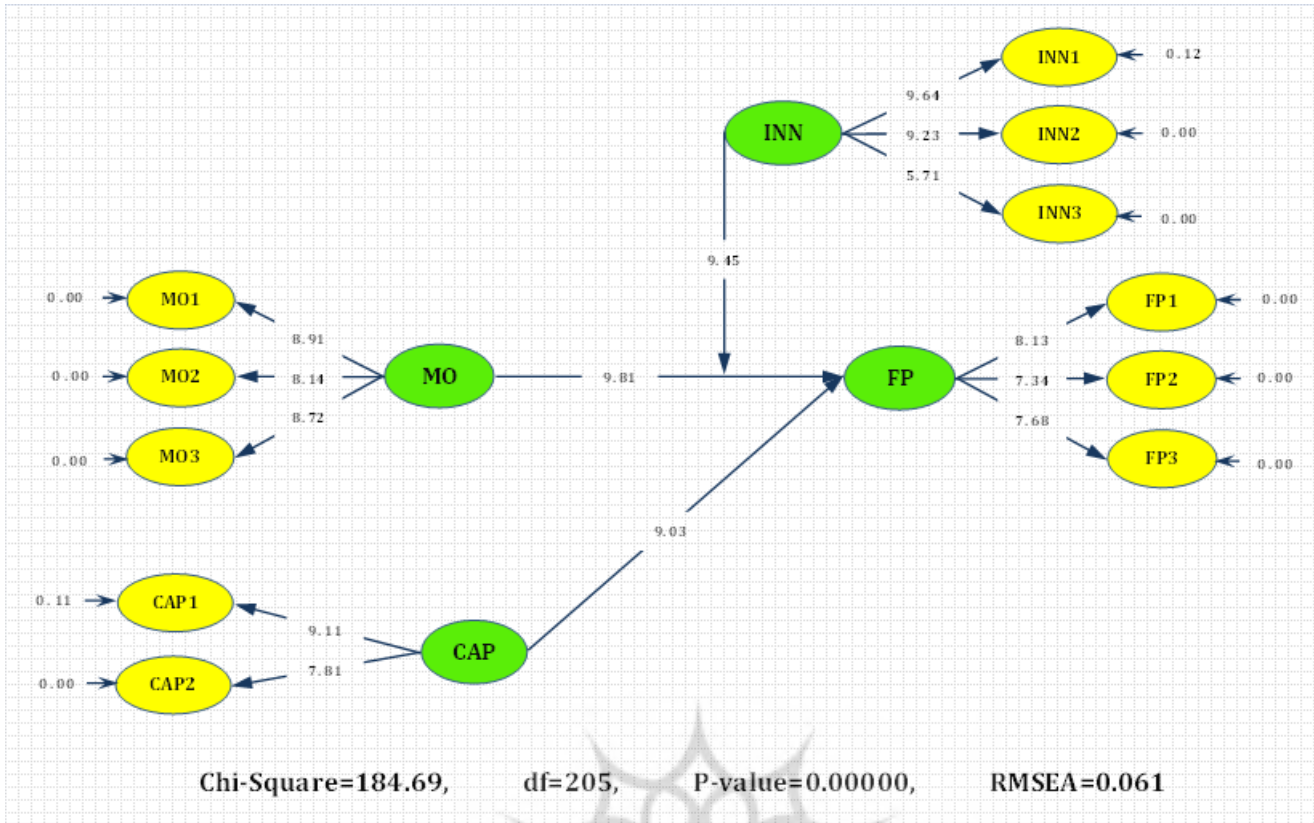 INN1
0.12
9.64
INN
9.23
INN2
0.00
5.71
INN3
0.00
9.45
0.00
MO1
8.91
FP1
0.00
8.13
0.00
MO2
8.14
MO
9.81
FP
7.34
FP2
0.00
8.72
7.68
0.00
MO3
FP3
0.00
9.03
0.11
CAP1
9.11
CAP
7.81
0.00
CAP2
Chi-Square=184.69, df=205, P-value=0.00000, RMSEA=0.061